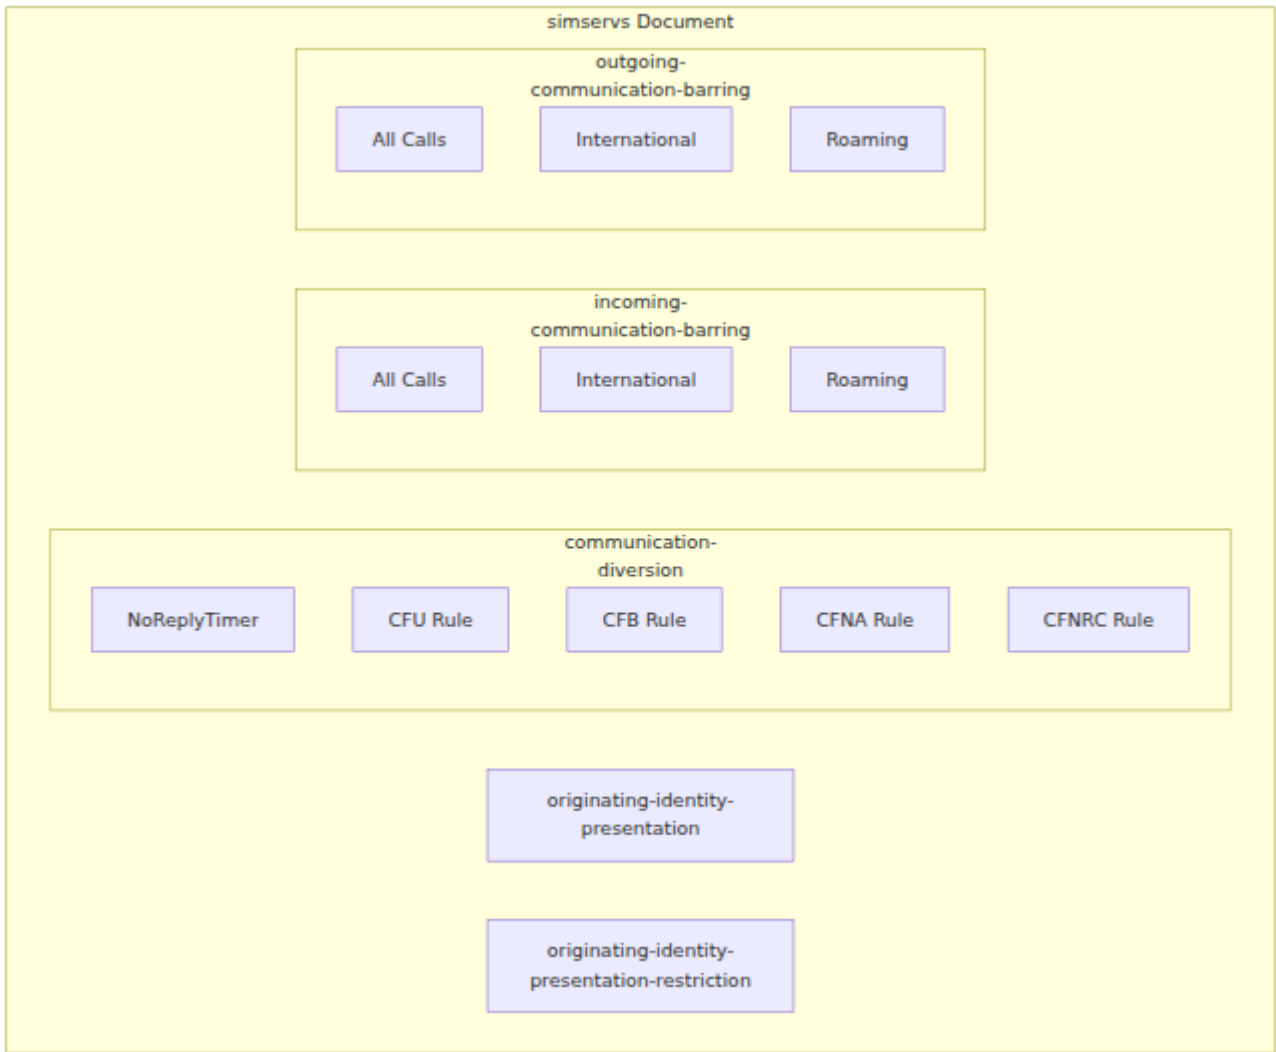 simservs Document
outgoing-
communication-barring
All Calls
International
Roaming
incoming-
communication-barring
All Calls
International
Roaming
communication-
diversion
NoReplyTimer
CFU Rule
CFB Rule
CFNA Rule
CFNRC Rule
originating-identity-
presentation
originating-identity-
presentation-restriction